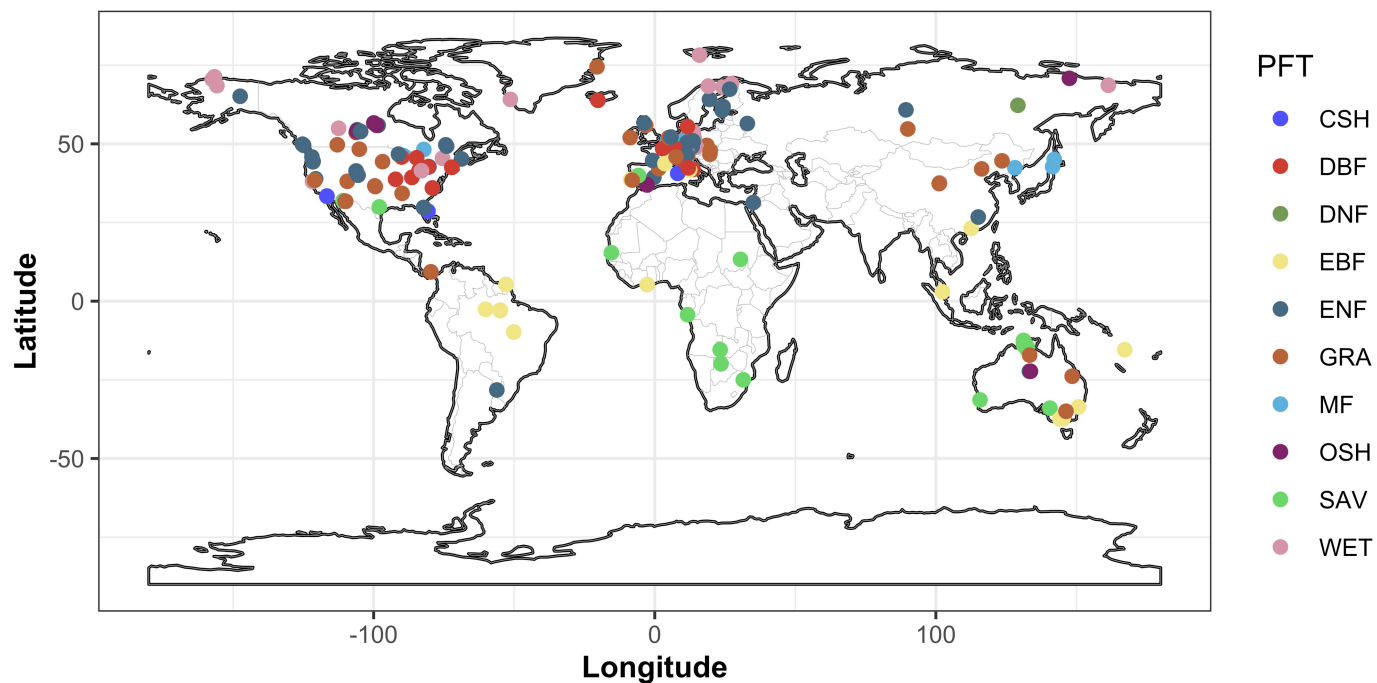 PFT
CSH
DBF
DNF
EBF
ENF
GRA
MF
OSH
SAV
WET
Latitude
50
0
-50
-100
0
100
Longitude